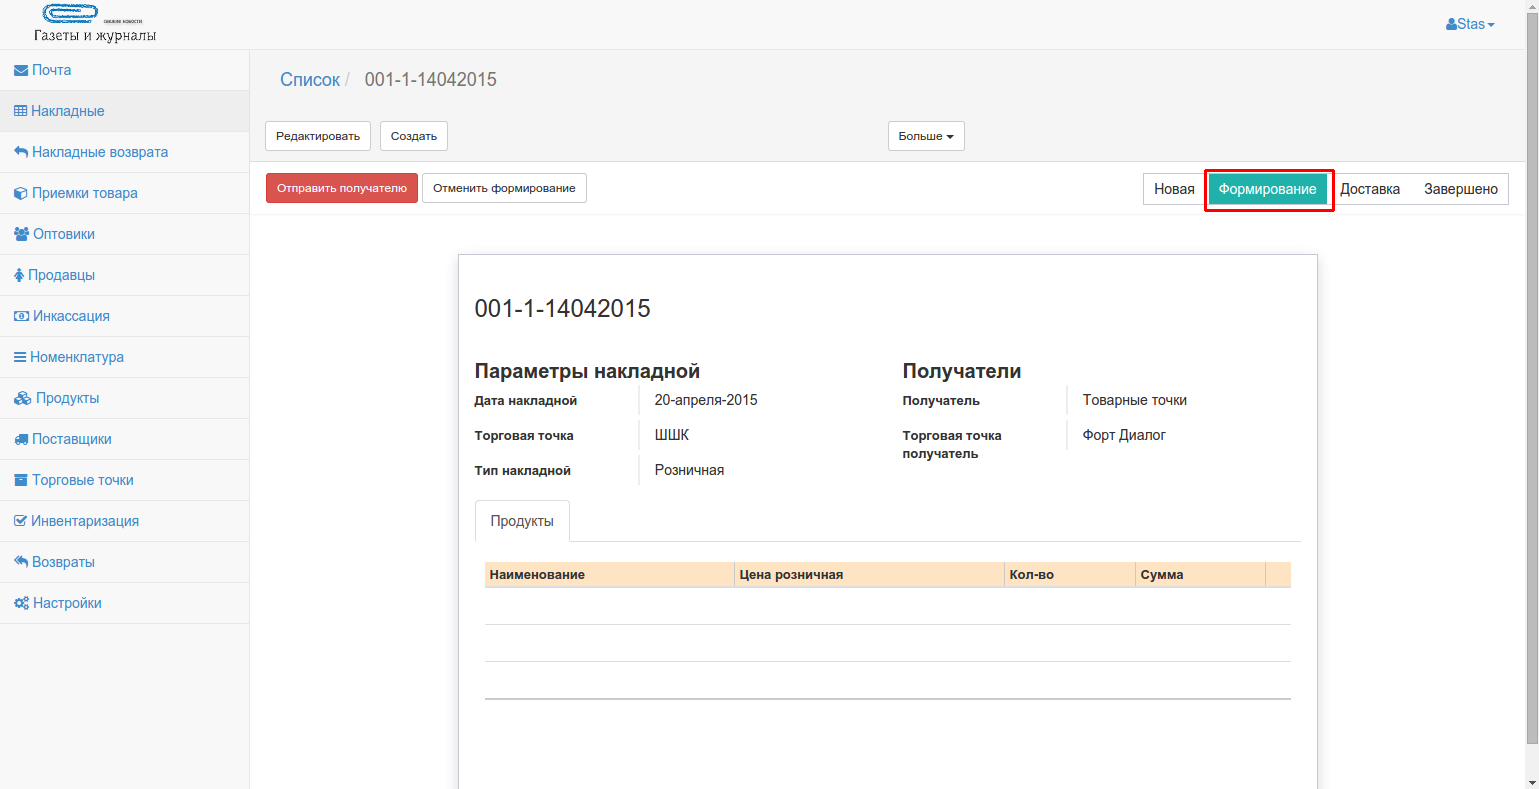 свежие новости
Газеты и журналы
Stas
Почта
Накладные
Накладные возврата
Приемки товара
Оптовики
Продавцы
Инкассация
Номенклатура
Продукты
Поставщики
Торговые точки
Инвентаризация
Возвраты
Настройки
Список / 001-1-14042015
Редактировать Создать Больше
Отправить получателю Отменить формирование Новая Формирование Доставка Завершено
001-1-14042015
Параметры накладной
Дата накладной 20-апреля-2015
Торговая точка ШШК
Тип накладной Розничная
Получатели
Получатель Товарные точки
Торговая точка Форт Диалог
получатель
Продукты
Наименование Цена розничная Кол-во Сумма